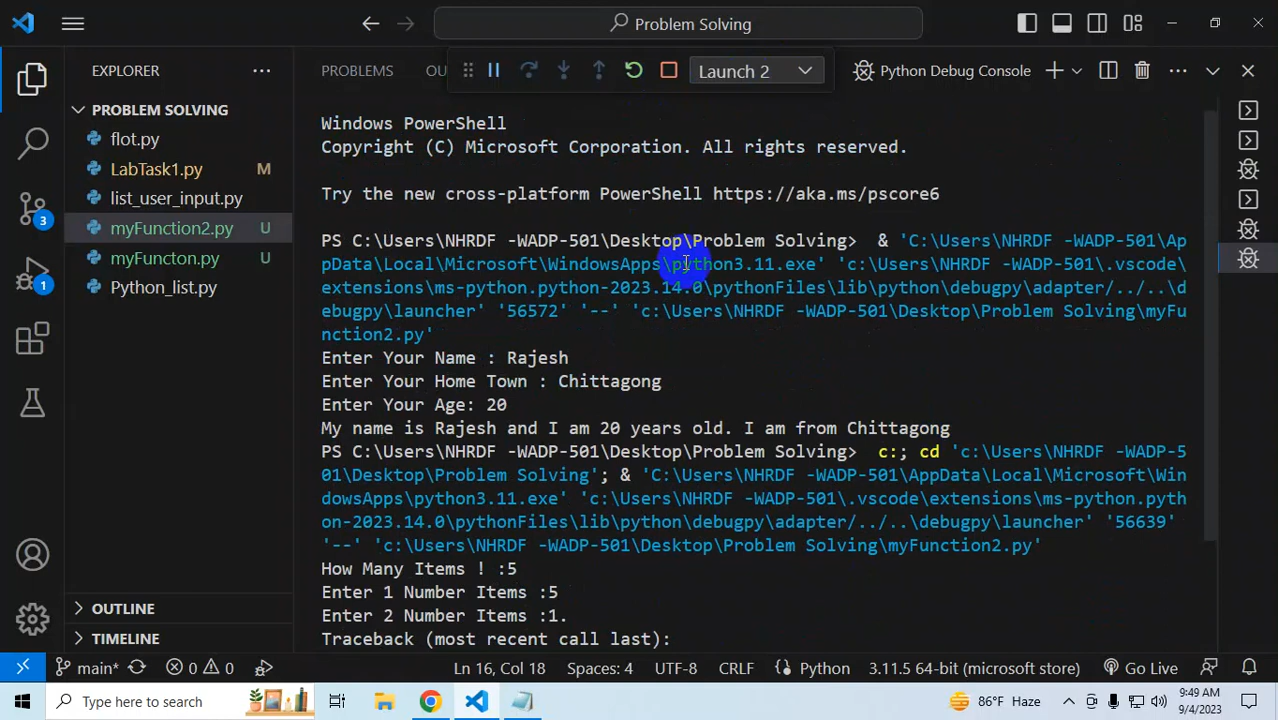 Problem Solving
EXPLORER
PROBLEMS
OU
Launch 2
Python Debug Console
PROBLEM SOLVING
flot.py
LabTask1.py M
list_user_input.py
myFunction2.py U
myFuncton.py U
Python_list.py
OUTLINE
TIMELINE
3
1
Windows PowerShell
Copyright (C) Microsoft Corporation. All rights reserved.
Try the new cross-platform PowerShell https://aka.ms/pscore6
PS C:\Users\NHRDF -WADP-501\Desktop\Problem Solving> & 'C:\Users\NHRDF -WADP-501\Ap
pData\Local\Microsoft\WindowsApps\python3.11.exe' 'c:\Users\NHRDF -WADP-501\.vscode\
extensions\ms-python.python-2023.14.0\pythonFiles\lib\python\debugpy\adapter/../..\d
ebugpy\launcher' '56572' '--' 'c:\Users\NHRDF -WADP-501\Desktop\Problem Solving\myFu
nction2.py'
Enter Your Name : Rajesh
Enter Your Home Town : Chittagong
Enter Your Age: 20
My name is Rajesh and I am 20 years old. I am from Chittagong
PS C:\Users\NHRDF -WADP-501\Desktop\Problem Solving> c:; cd 'c:\Users\NHRDF -WADP-5
01\Desktop\Problem Solving'; & 'C:\Users\NHRDF -WADP-501\AppData\Local\Microsoft\Win
dowsApps\python3.11.exe' 'c:\Users\NHRDF -WADP-501\.vscode\extensions\ms-python.pyth
on-2023.14.0\pythonFiles\lib\python\debugpy\adapter/../..\debugpy\launcher' '56639'
'--' 'c:\Users\NHRDF -WADP-501\Desktop\Problem Solving\myFunction2.py'
How Many Items ! :5
Enter 1 Number Items :5
Enter 2 Number Items :1.
Traceback (most recent call last):
main* 0 0 Ln 16, Col 18 Spaces: 4 UTF-8 CRLF Python 3.11.5 64-bit (microsoft store) Go Live
Type here to search 86°F Haze 9:49 AM
9/4/2023